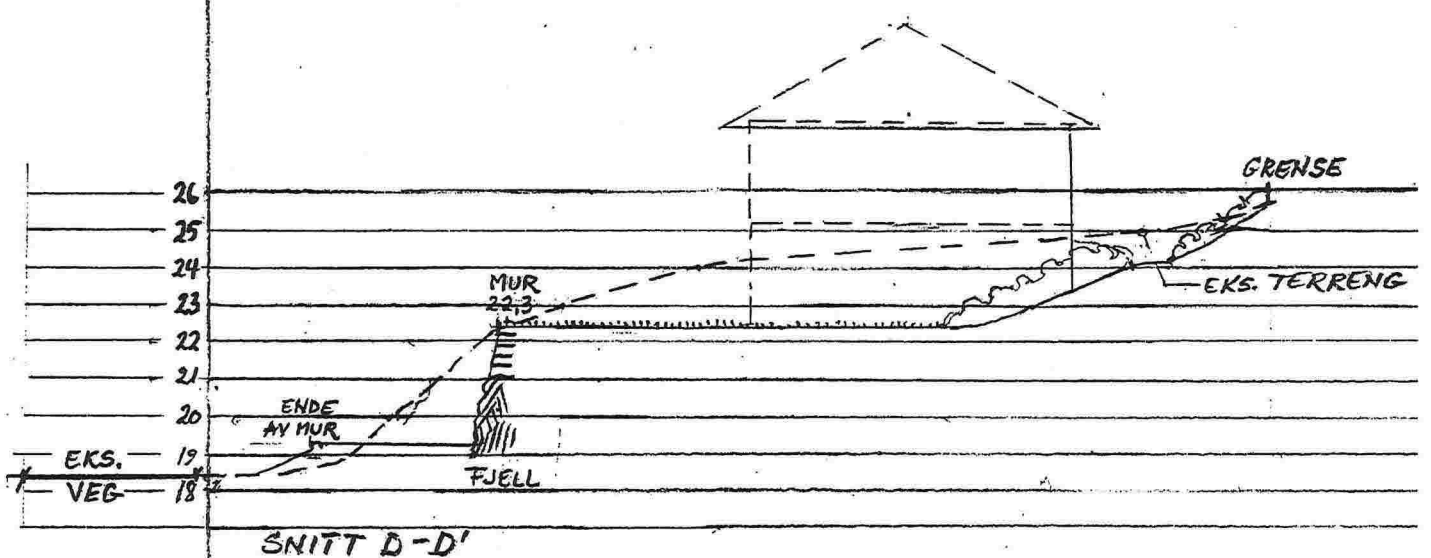 GRENSE
26
25
24
EKS. TERRENG
MUR
23
22,3
22
21
20
ENDE
AV MUR
19
EKS.
VEG
18
FJELL
SNITT D-D'